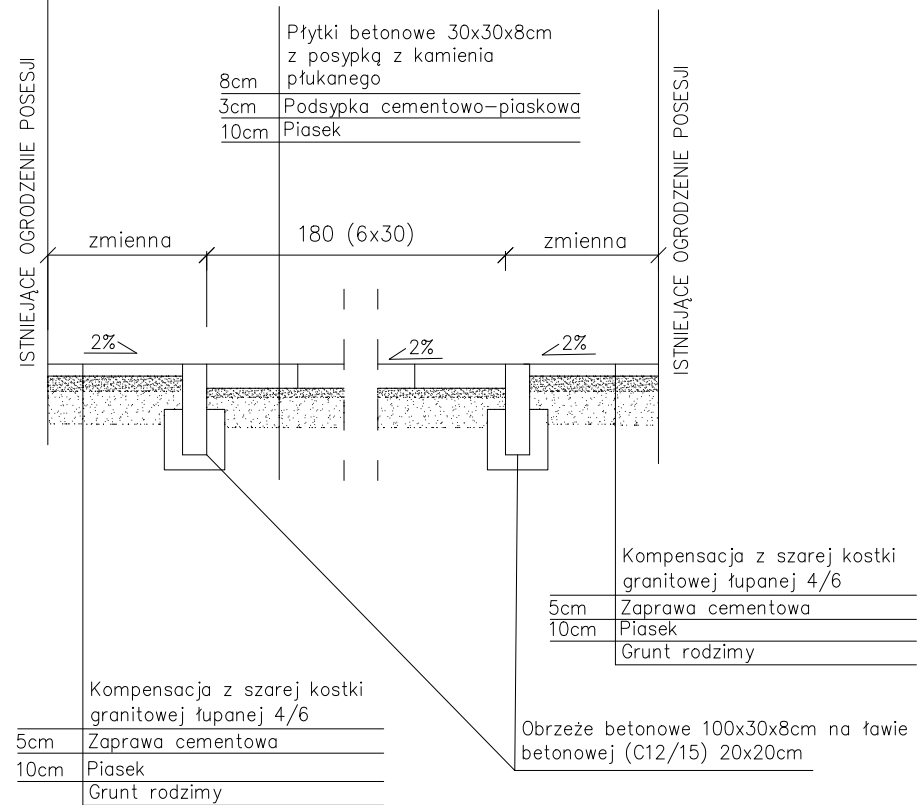 ISTNIEJĄCE OGRODZENIE POSESJI
Płytki betonowe 30x30x8cm
z posypką z kamienia
8cm płukanego
3cm Podsypka cementowo-piaskowa
10cm Piasek
ISTNIEJĄCE OGRODZENIE POSESJI
zmienna
180 (6x30)
zmienna
2%
2%
2%
Kompensacja z szarej kostki
granitowej łupanej 4/6
5cm Zaprawa cementowa
10cm Piasek
Grunt rodzimy
Kompensacja z szarej kostki
granitowej łupanej 4/6
5cm Zaprawa cementowa
10cm Piasek
Grunt rodzimy
Obrzeże betonowe 100x30x8cm na ławie
betonowej (C12/15) 20x20cm